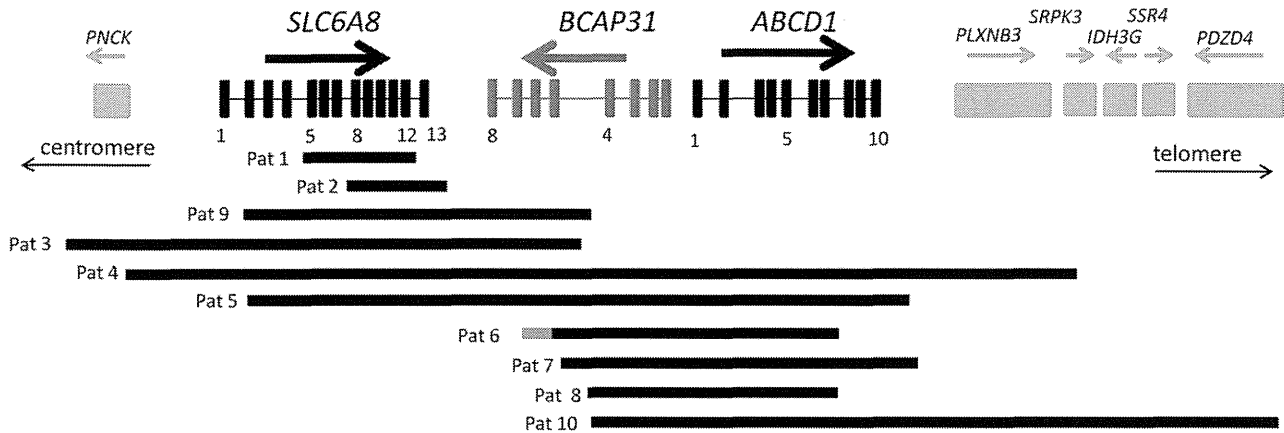 SLC6A8 BCAP31 ABCD1 SRPK3 SSR4
PNCK PLXNB3 IDH3G PDZD4
1 5 8 12 13 8 4 1 5 10
centromere telomere
Pat 1
Pat 2
Pat 9
Pat 3
Pat 4
Pat 5
Pat 6
Pat 7
Pat 8
Pat 10